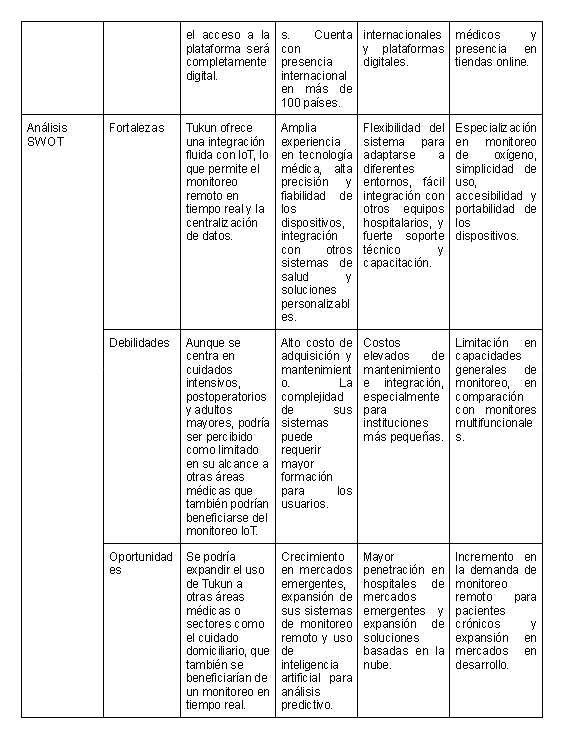 el acceso a la
plataforma será
completamente
digital.
s. Cuenta
con
presencia
internacional
en más de
100 países.
internacionales
y plataformas
digitales.
médicos y
presencia en
tiendas online.
Análisis
SWOT
Fortalezas
Tukun ofrece
una integración
fluida con IoT, lo
que permite el
monitoreo
remoto en
tiempo real y la
centralización
de datos.
Amplia
experiencia
en tecnología
médica, alta
precisión y
fiabilidad de
los
dispositivos,
integración
con otros
sistemas de
salud y
soluciones
personalizabl
es.
Flexibilidad del
sistema para
adaptarse a
diferentes
entornos, fácil
integración con
otros equipos
hospitalarios, y
fuerte soporte
técnico y
capacitación.
Especialización
en monitoreo
de oxígeno,
simplicidad de
uso,
accesibilidad y
portabilidad de
los
dispositivos.
Debilidades
Aunque se
centra en
cuidados
intensivos,
postoperatorios
y adultos
mayores, podría
ser percibido
como limitado
en su alcance a
otras áreas
médicas que
también podrían
beneficiarse del
monitoreo IoT.
Alto costo de
adquisición y
mantenimient
o. La
complejidad
de sus
sistemas
puede
requerir
mayor
formación
para los
usuarios.
Costos
elevados de
mantenimiento
e integración,
especialmente
para
instituciones
más pequeñas.
Limitación en
capacidades
generales de
monitoreo, en
comparación
con monitores
multifuncionale
s.
Oportunidad
es
Se podría
expandir el uso
de Tukun a
otras áreas
médicas o
sectores como
el cuidado
domiciliario, que
también se
beneficiarían de
un monitoreo en
tiempo real.
Crecimiento
en mercados
emergentes,
expansión de
sus sistemas
de monitoreo
remoto y uso
de
inteligencia
artificial para
análisis
predictivo.
Mayor
penetración en
hospitales de
mercados
emergentes y
expansión de
soluciones
basadas en la
nube.
Incremento en
la demanda de
monitoreo
remoto para
pacientes
crónicos y
expansión en
mercados en
desarrollo.